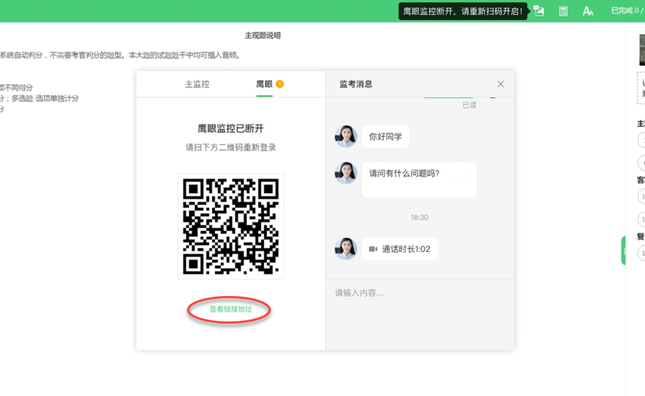 鹰眼监控断开，请重新扫码开启！
已完成 0 /
主观题说明
系统自动判分，不需要考官判分的题型。本大题的试题题干中均可插入音频。
项不同得分
分；多选题·选项单独计分
分
主监控
鹰眼
鹰眼监控已断开
请扫下方二维码重新登录
查看链接地址
监考消息
已读
你好同学
请问有什么问题吗?
18:30
通话时长1:02
请输入内容...
主
客
复